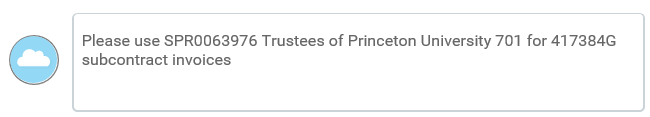 Please use SPR0063976 Trustees of Princeton University 701 for 417384G
subcontract invoices